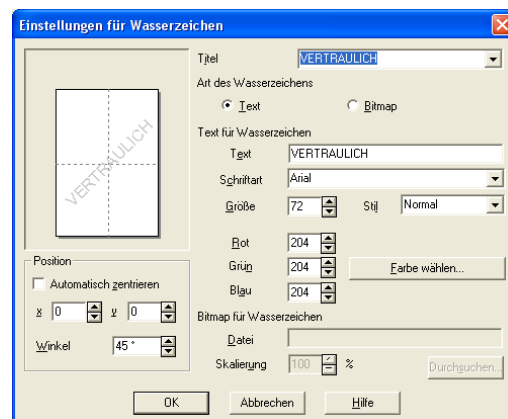 Einstellungen für Wasserzeichen
Titel VERTRAULICH
Art des Wasserzeichens
Text Bitmap
Text für Wasserzeichen
Text VERTRAULICH
Schriftart Arial
Größe 72 Stil Normal
Rot 204
Grün 204 Farbe wählen...
Blau 204
Bitmap für Wasserzeichen
Datei
Skalierung 100 % Durchsuchen...
VERTRAULICH
Position
Automatisch zentrieren
x 0 y 0
Winkel 45 °
OK Abbrechen Hilfe